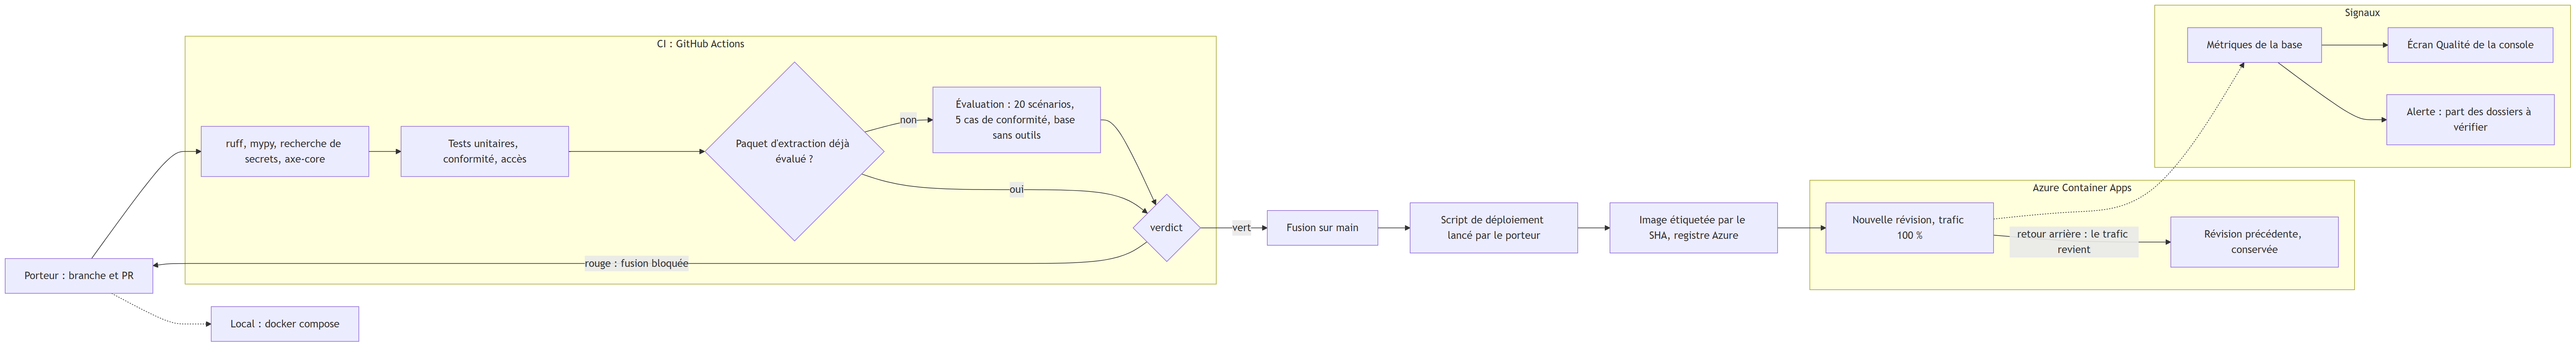 CI : GitHub Actions
Porteur : branche et PR
Local : docker compose
ruff, mypy, recherche de
secrets, axe-core
Tests unitaires,
conformité, accès
Paquet d'extraction déjà
évalué ?
non
oui
Évaluation : 20 scénarios,
5 cas de conformité, base
sans outils
verdict
rouge : fusion bloquée
vert
Fusion sur main
Script de déploiement
lancé par le porteur
Image étiquetée par le
SHA, registre Azure
Azure Container Apps
Nouvelle révision, trafic
100 %
retour arrière : le trafic
revient
Révision précédente,
conservée
Signaux
Métriques de la base
Écran Qualité de la console
Alerte : part des dossiers à
vérifier